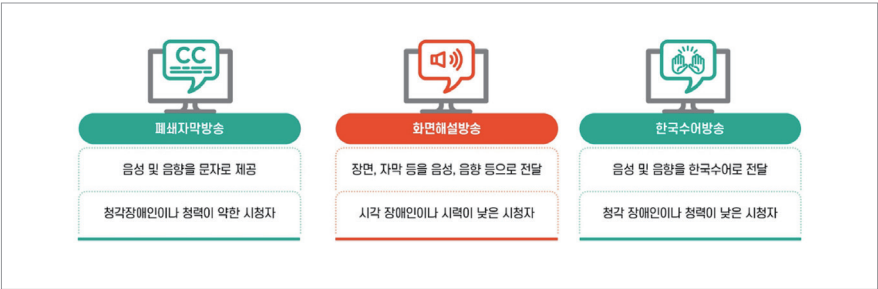 CC
폐쇄자막방송
음성 및 음향을 문자로 제공
청각장애인이나 청력이 약한 시청자
화면해설방송
장면, 자막 등을 음성, 음향 등으로 전달
시각 장애인이나 시력이 낮은 시청자
한국수어방송
음성 및 음향을 한국수어로 전달
청각 장애인이나 청력이 낮은 시청자